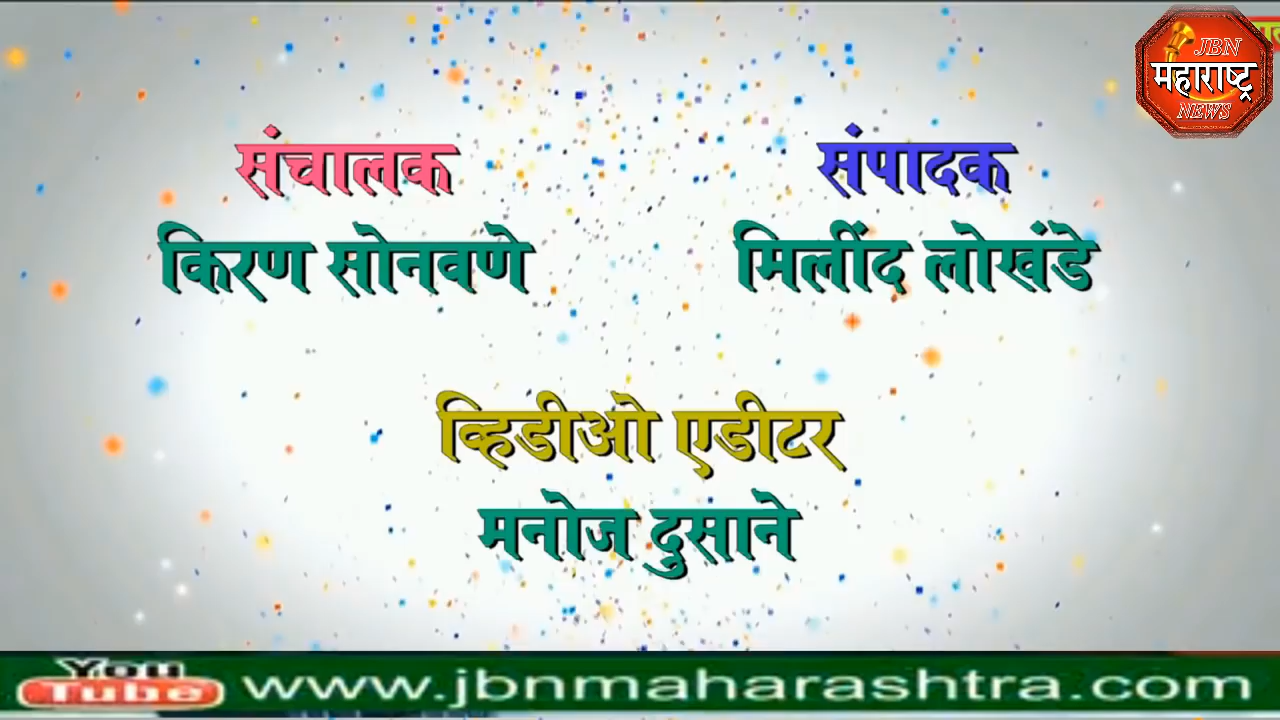 JBN
महाराष्ट्र
NEWS
संचालक
किरण सोनवणे
संपादक
मिलींद लोखंडे
व्हिडीओ एडीटर
मनोज दुसाने
You
Tube
www.jbnmaharashtra.com